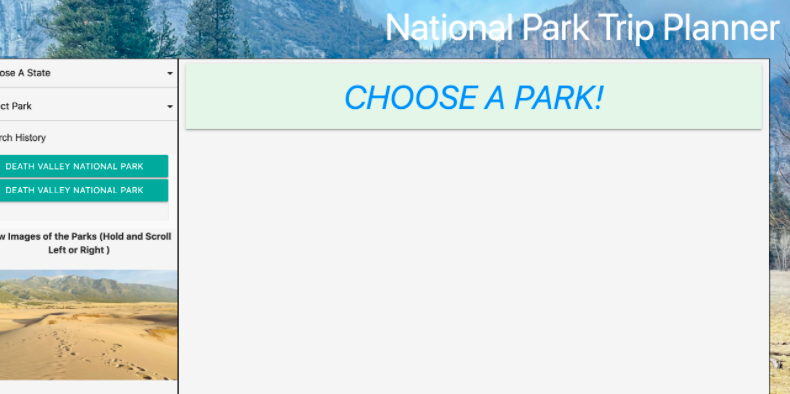 National Park Trip Planner
ose A State
ct Park
rch History
DEATH VALLEY NATIONAL PARK
DEATH VALLEY NATIONAL PARK
w Images of the Parks (Hold and Scroll
Left or Right )
CHOOSE A PARK!